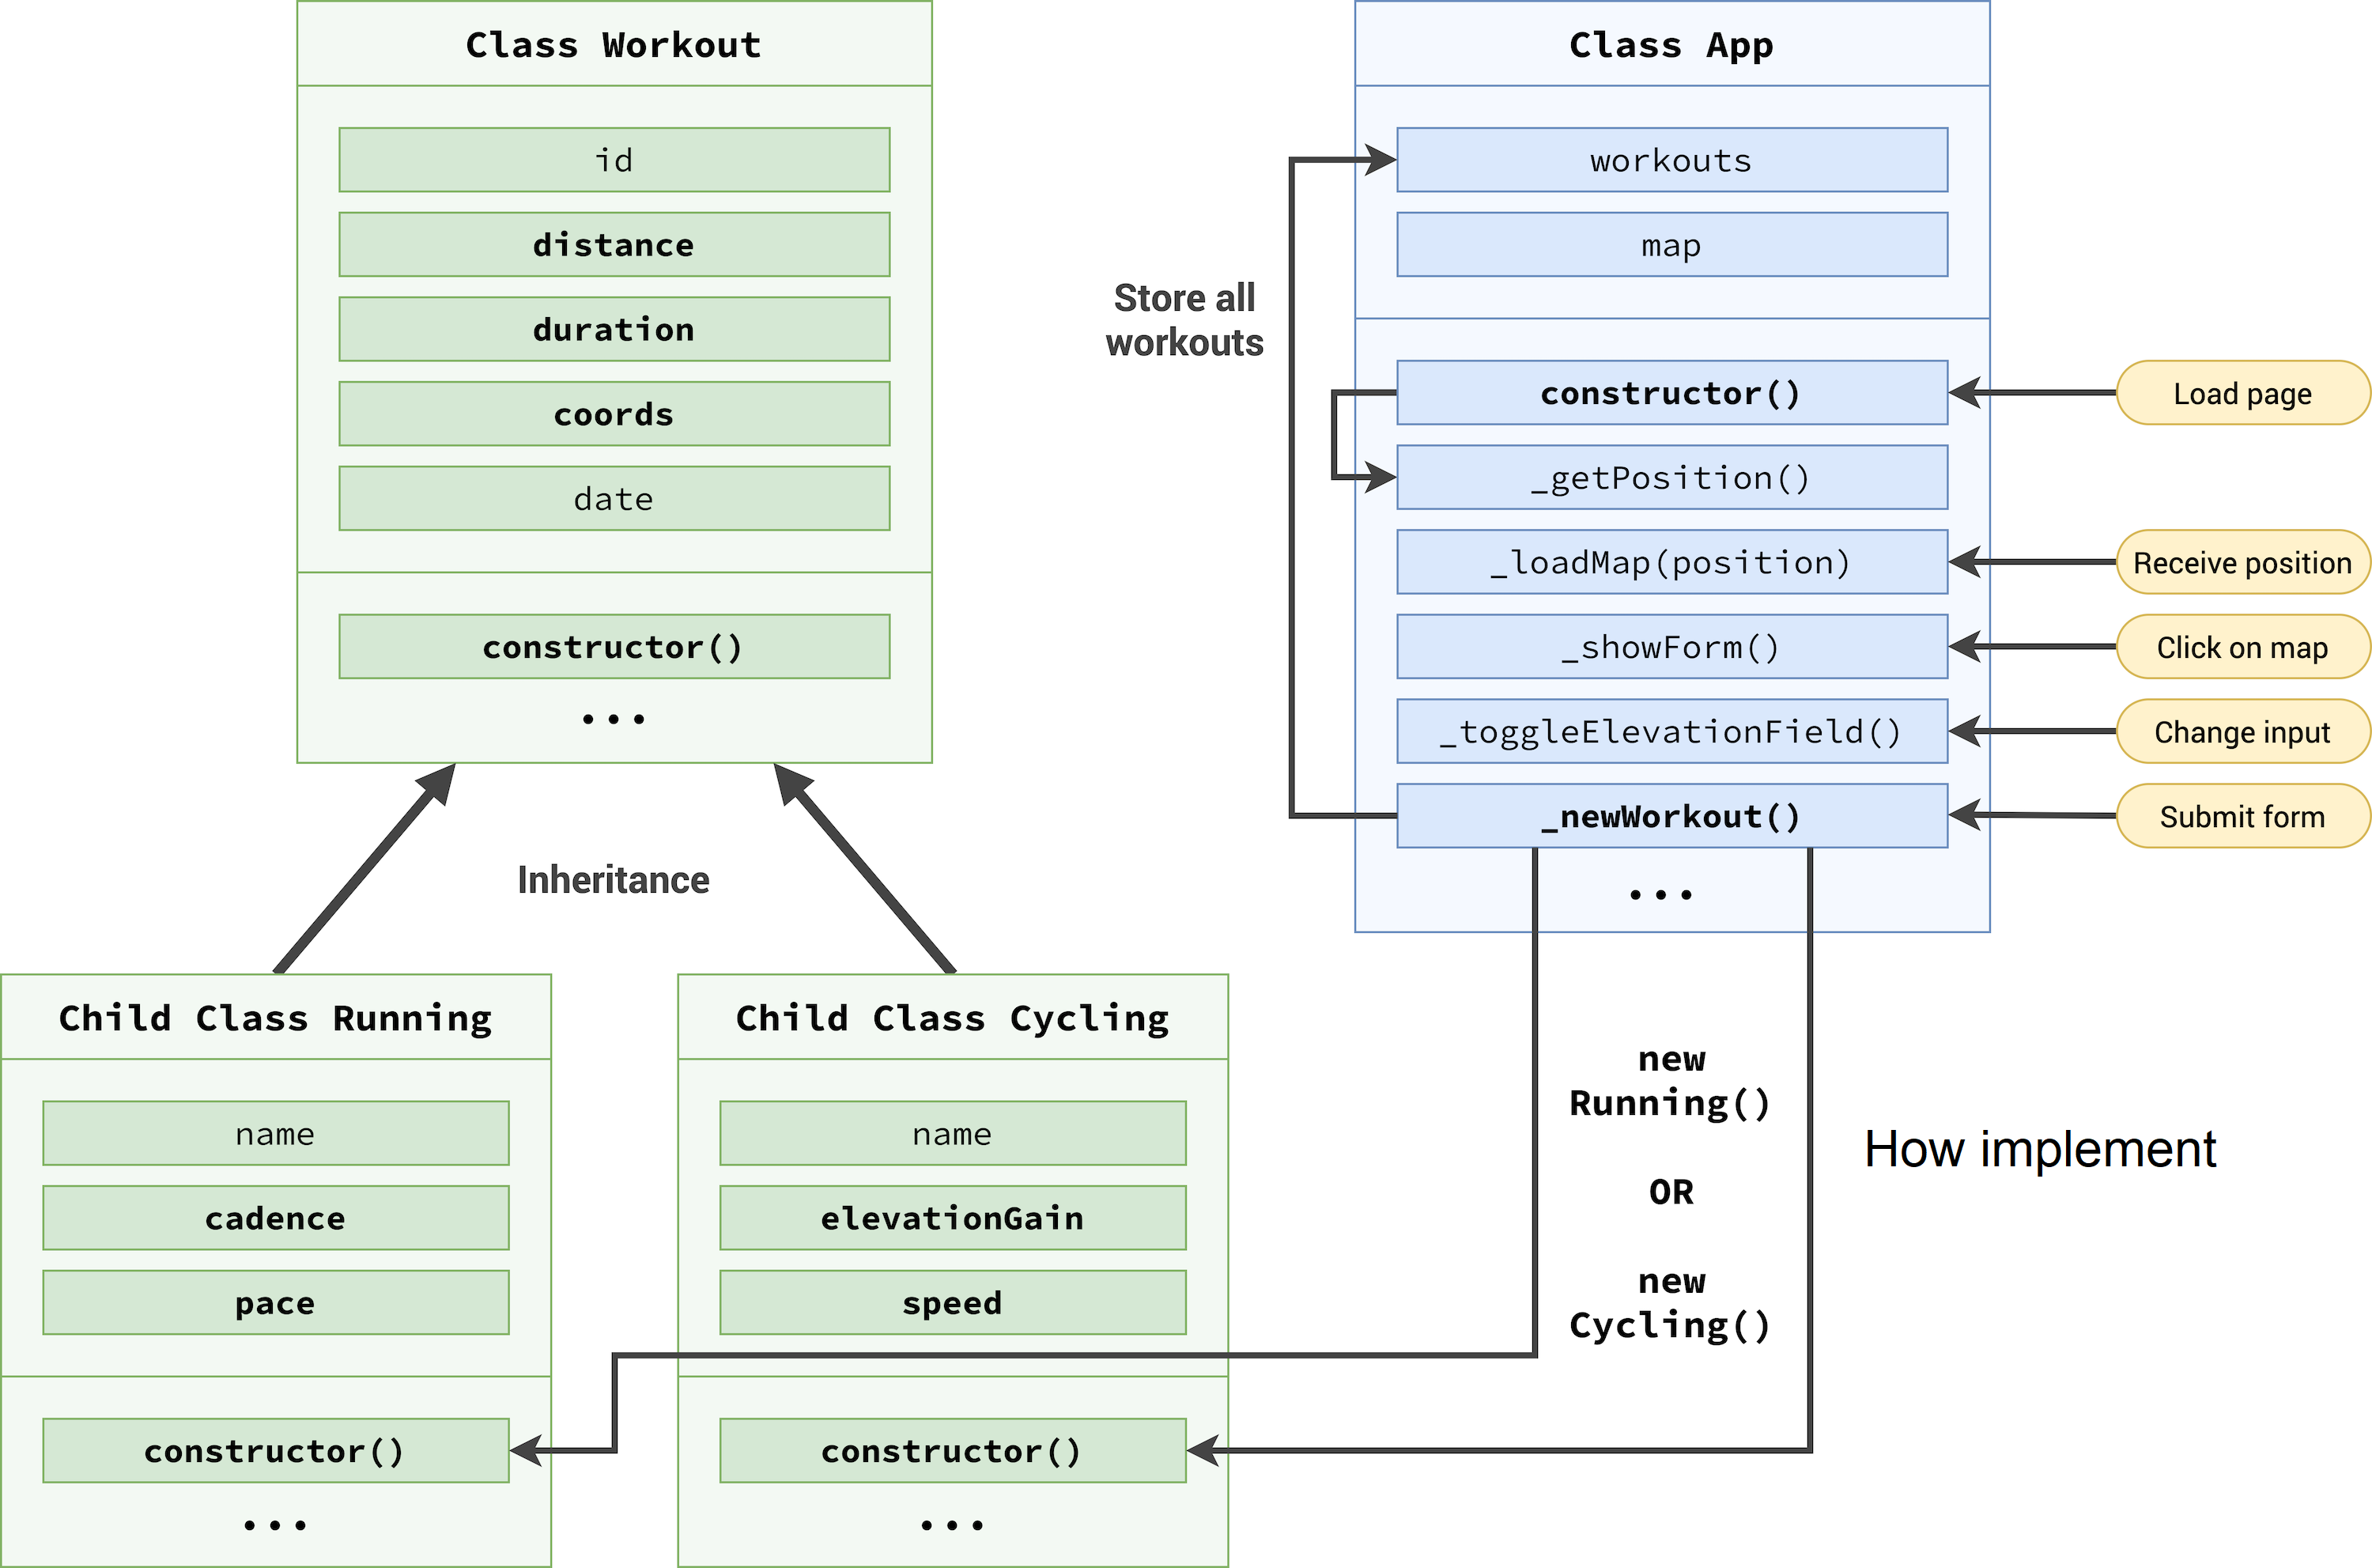 Class Workout
id
distance
duration
coords
date
constructor()
...
Inheritance
Child Class Running
name
cadence
pace
constructor()
...
Child Class Cycling
name
elevationGain
speed
constructor()
...
Class App
workouts
map
Store all
workouts
constructor()
Load page
_getPosition()
_loadMap(position)
Receive position
_showForm()
Click on map
_toggleElevationField()
Change input
_newWorkout()
Submit form
...
new
Running()
OR
new
Cycling()
How implement